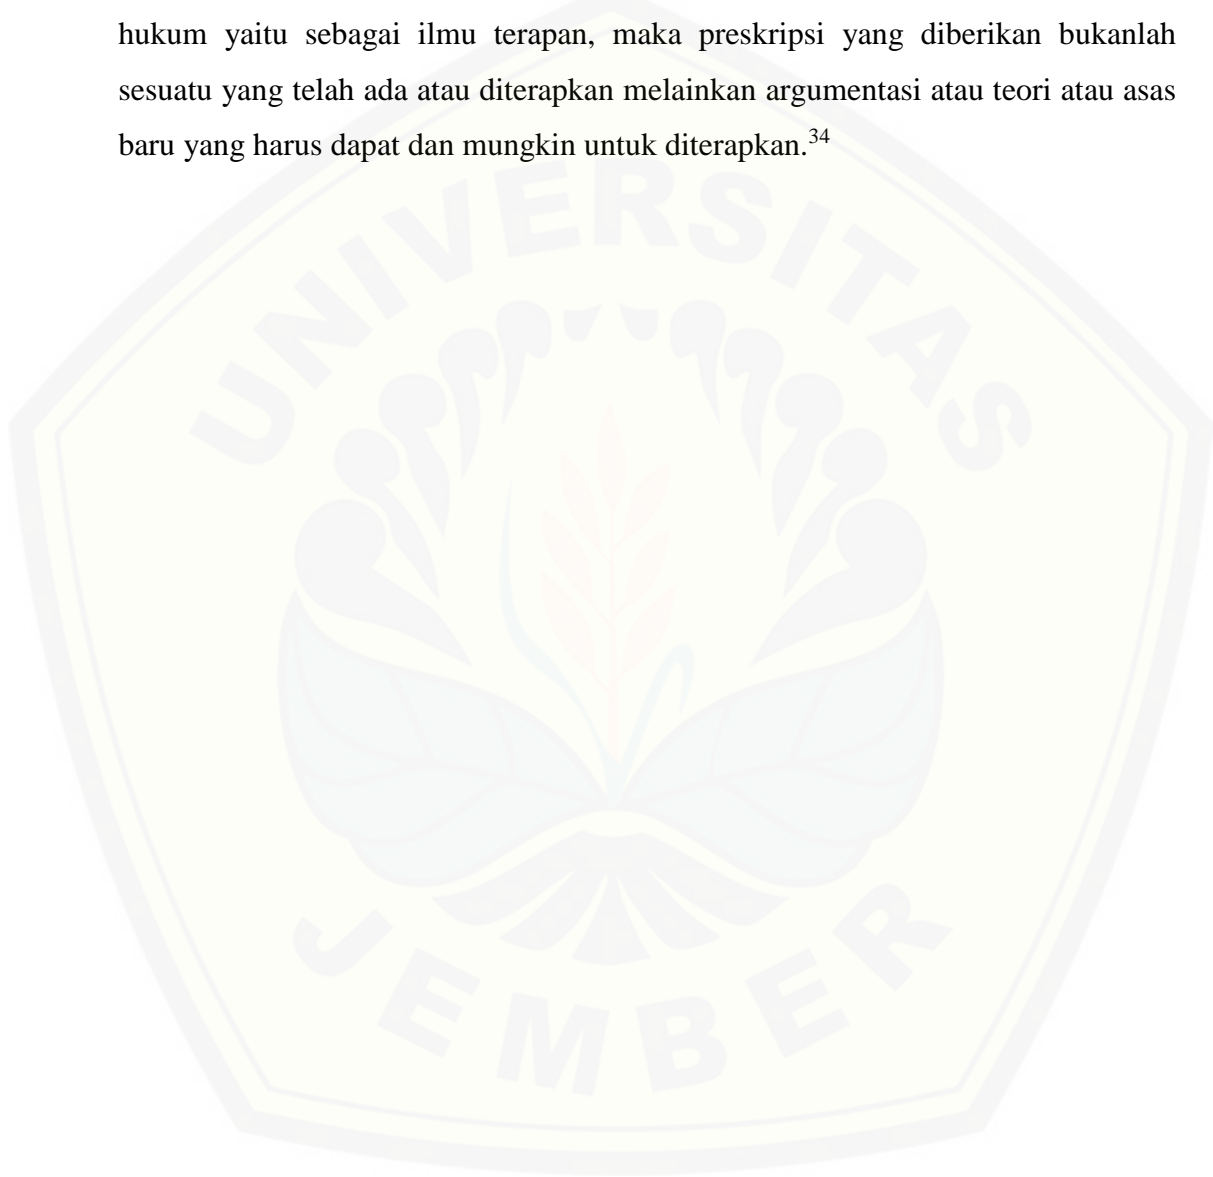 hukum yaitu sebagai ilmu terapan, maka preskripsi yang diberikan bukanlah
sesuatu yang telah ada atau diterapkan melainkan argumentasi atau teori atau asas
baru yang harus dapat dan mungkin untuk diterapkan.³⁴
UNIVERSITAS
JEMBER